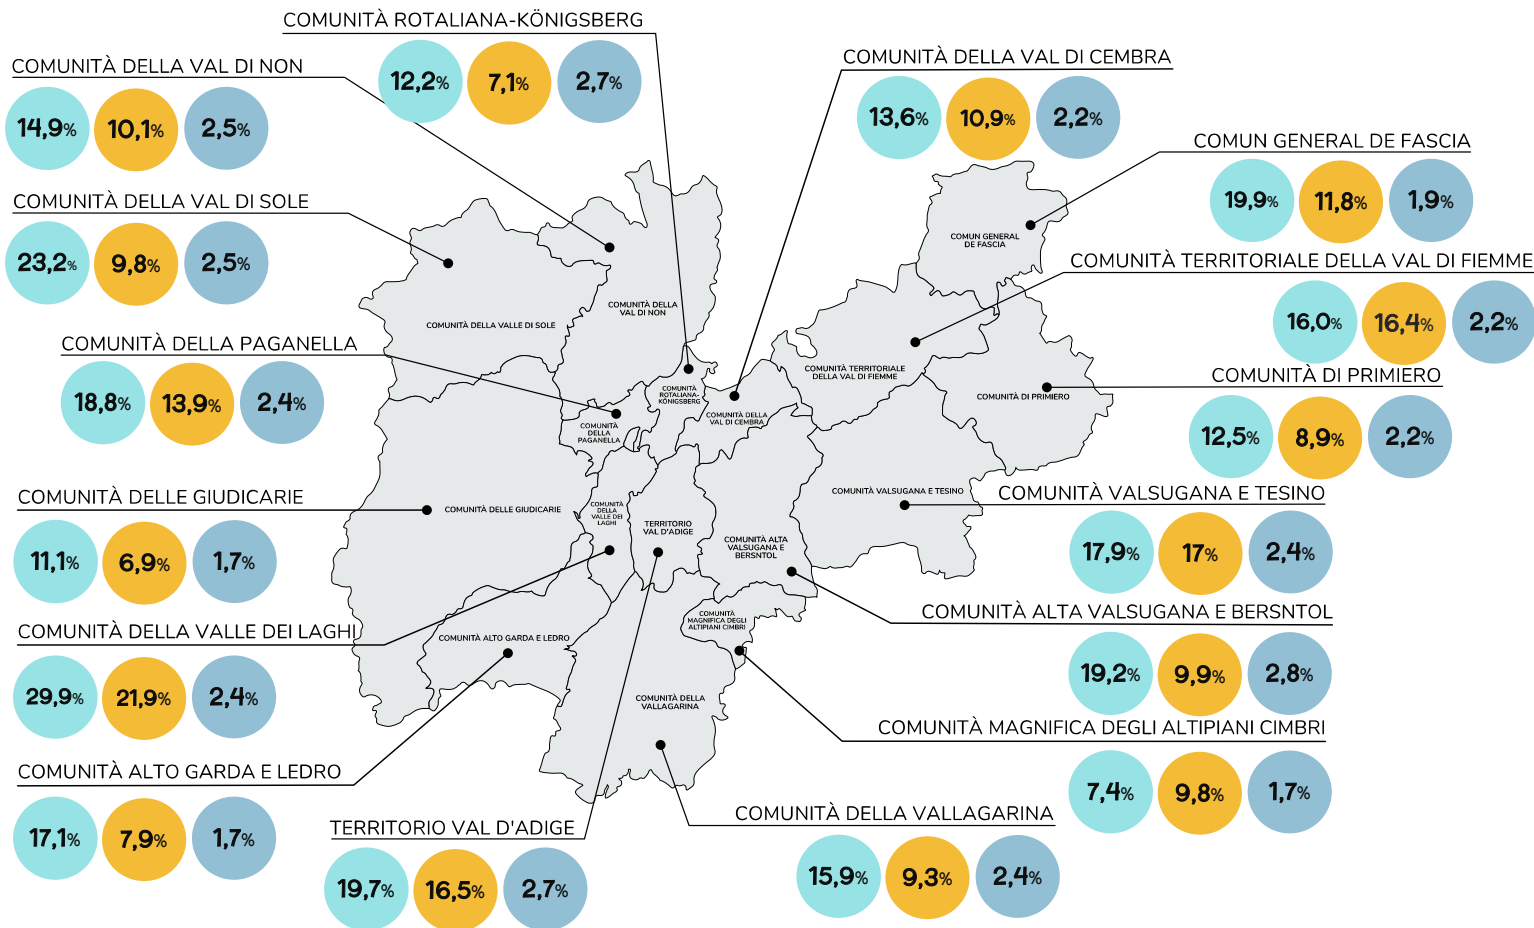 COMUNITÀ ROTALIANA-KÖNIGSBERG
12,2% 7,1% 2,7%
COMUNITÀ DELLA VAL DI NON
14,9% 10,1% 2,5%
COMUNITÀ DELLA VAL DI CEMBRA
13,6% 10,9% 2,2%
COMUN GENERAL DE FASCIA
19,9% 11,8% 1,9%
COMUNITÀ DELLA VAL DI SOLE
23,2% 9,8% 2,5%
COMUNITÀ TERRITORIALE DELLA VAL DI FIEMME
16,0% 16,4% 2,2%
COMUNITÀ DELLA PAGANELLA
18,8% 13,9% 2,4%
COMUNITÀ DI PRIMIERO
12,5% 8,9% 2,2%
COMUNITÀ DELLE GIUDICARIE
11,1% 6,9% 1,7%
COMUNITÀ VALSUGANA E TESINO
17,9% 17% 2,4%
COMUNITÀ DELLA VALLE DEI LAGHI
29,9% 21,9% 2,4%
COMUNITÀ ALTA VALSUGANA E BERSNTOL
19,2% 9,9% 2,8%
COMUNITÀ MAGNIFICA DEGLI ALTIPIANI CIMBRI
7,4% 9,8% 1,7%
COMUNITÀ ALTO GARDA E LEDRO
17,1% 7,9% 1,7%
TERRITORIO VAL D'ADIGE
19,7% 16,5% 2,7%
COMUNITÀ DELLA VALLAGARINA
15,9% 9,3% 2,4%
COMUN GENERAL
DE FASCIA
COMUNITÀ DELLA
VAL DI NON
COMUNITÀ DELLA VALLE DI SOLE
COMUNITÀ TERRITORIALE
DELLA VAL DI FIEMME
COMUNITÀ DI PRIMIERO
COMUNITÀ
ROTALIANA-
KÖNIGSBERG
COMUNITÀ DELLA
VAL DI CEMBRA
COMUNITÀ
DELLA
PAGANELLA
COMUNITÀ VALSUGANA E TESINO
COMUNITÀ DELLE GIUDICARIE
COMUNITÀ
DELLA
VALLE DEI
LAGHI
TERRITORIO
VAL D'ADIGE
COMUNITÀ ALTA
VALSUGANA E
BERSNTOL
COMUNITÀ
MAGNIFICA DEGLI
ALTIPIANI CIMBRI
COMUNITÀ ALTO GARDA E LEDRO
COMUNITÀ DELLA
VALLAGARINA